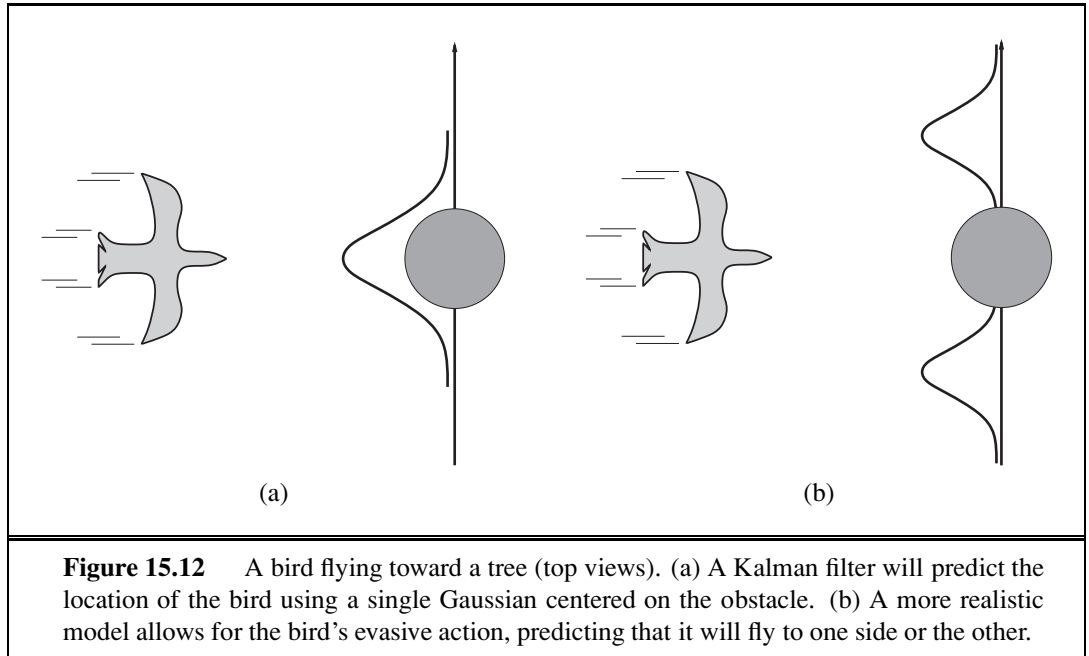 (a)
(b)
Figure 15.12 A bird flying toward a tree (top views). (a) A Kalman filter will predict the
location of the bird using a single Gaussian centered on the obstacle. (b) A more realistic
model allows for the bird's evasive action, predicting that it will fly to one side or the other.